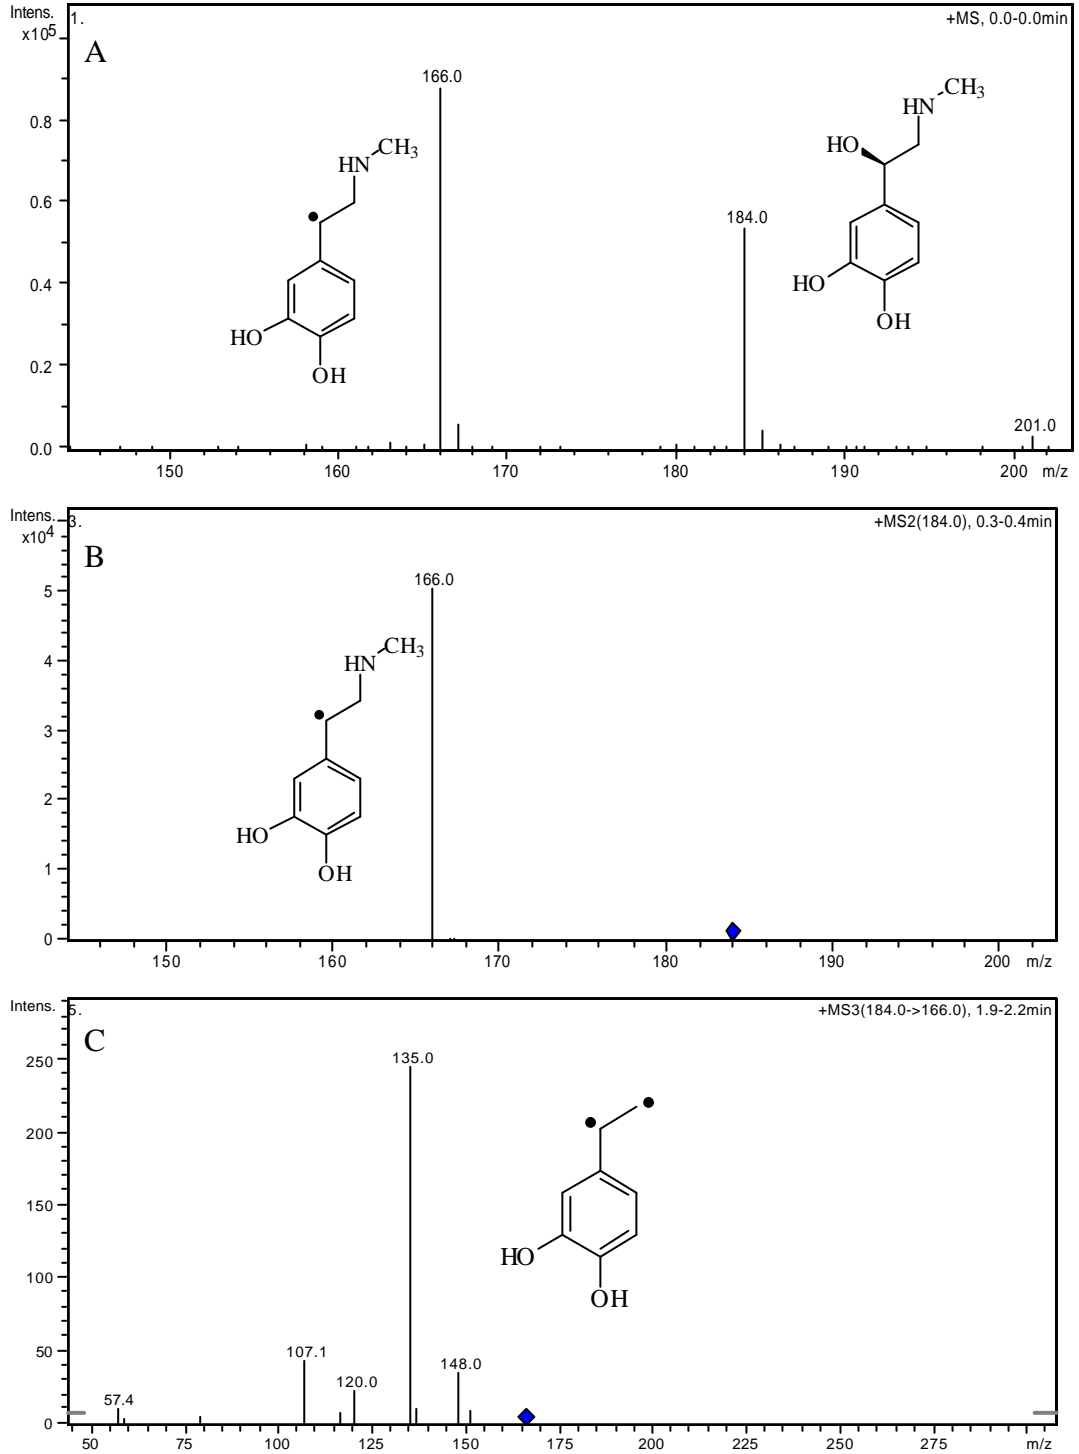 Intens.
x10⁵
1.
+MS, 0.0-0.0min
A
166.0
184.0
201.0
HN
CH₃
HO
OH
HO
HN
CH₃
HO
OH
0.8
0.6
0.4
0.2
0.0
150 160 170 180 190 200 m/z
Intens.
x10⁴
3.
+MS2(184.0), 0.3-0.4min
B
166.0
HN
CH₃
HO
OH
5
4
3
2
1
0
150 160 170 180 190 200 m/z
Intens.
5.
+MS3(184.0->166.0), 1.9-2.2min
C
135.0
107.1
120.0
148.0
57.4
HO
OH
250
200
150
100
50
0
50 75 100 125 150 175 200 225 250 275 m/z